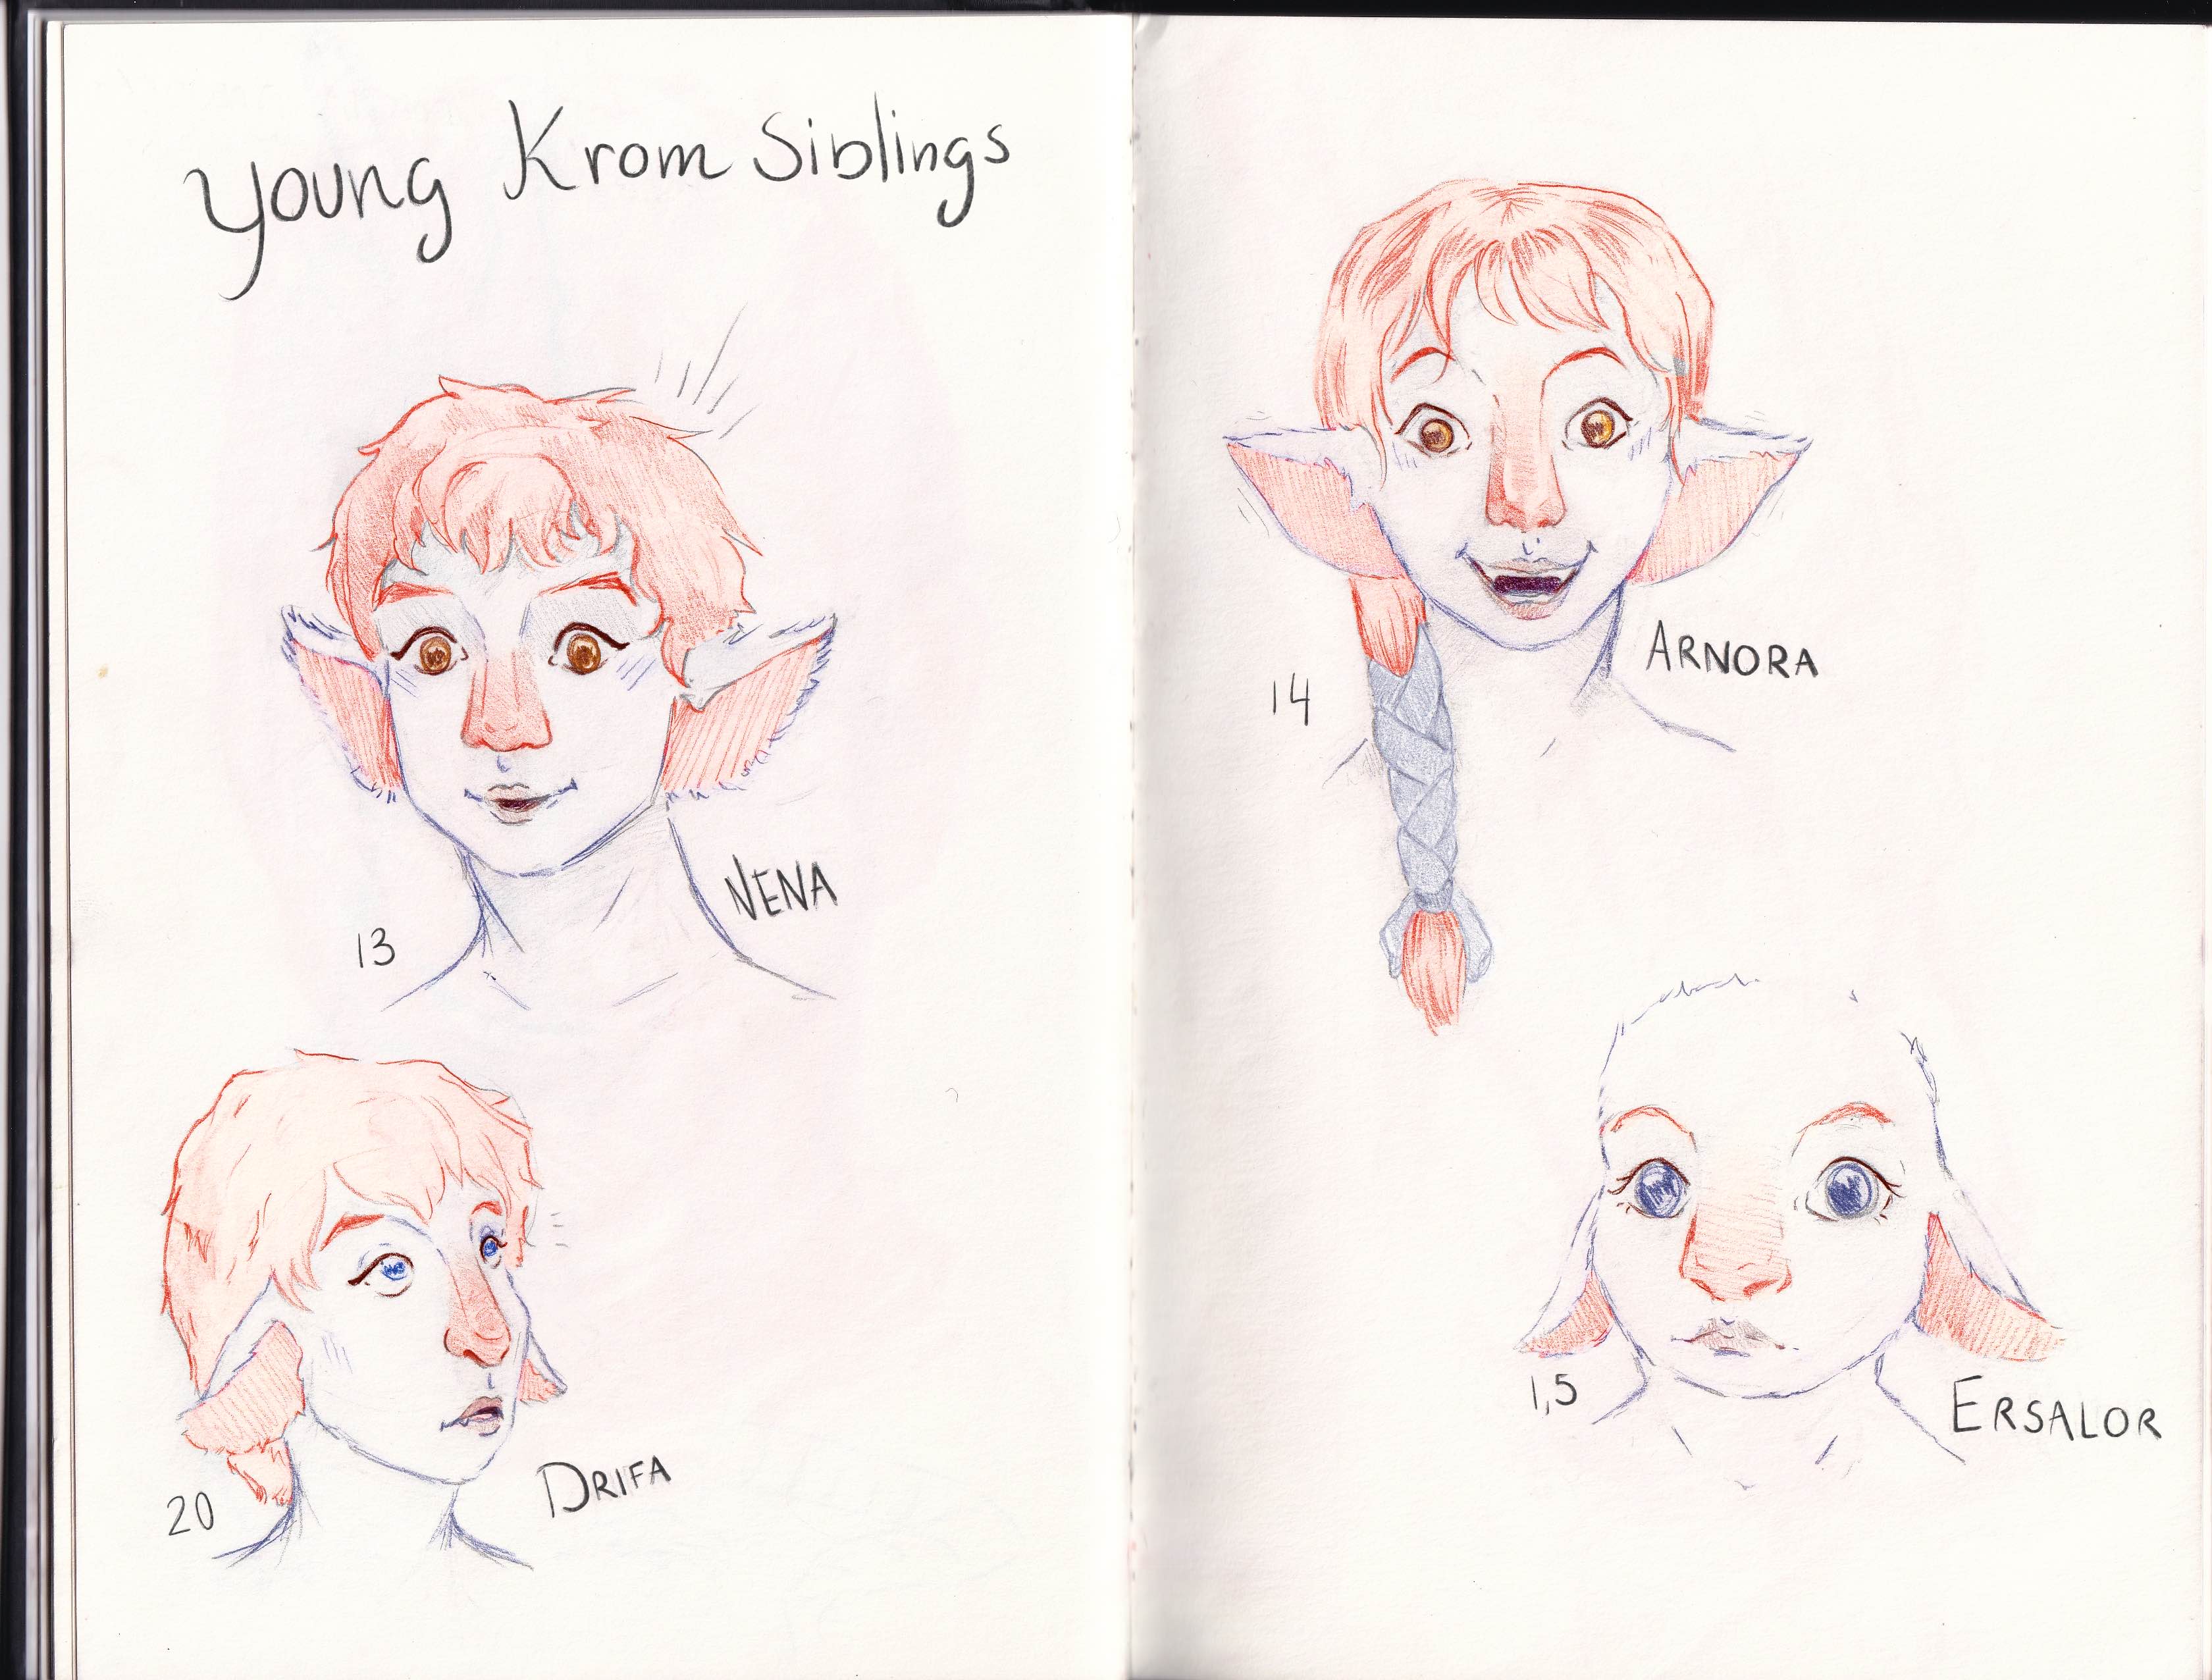 Young Krom Siblings
NENA
13
DRIFA
20
ARNORA
14
1,5
ERSALOR